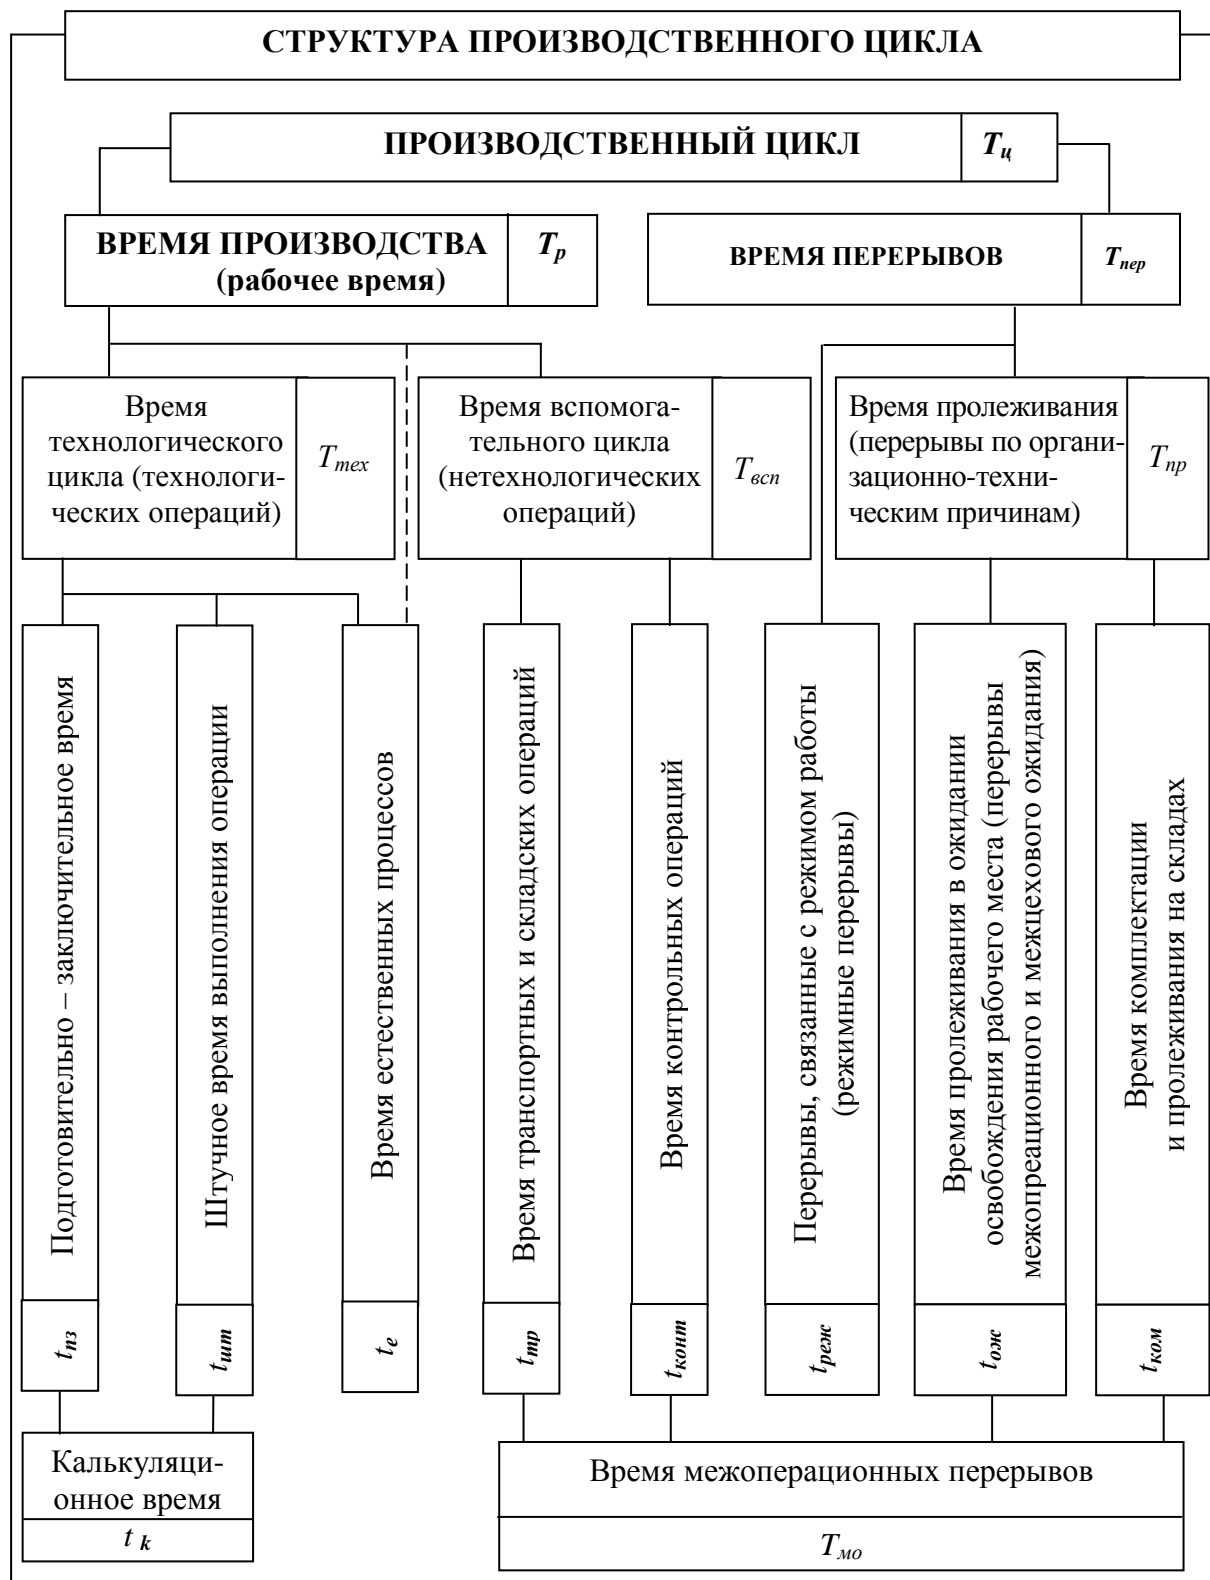 СТРУКТУРА ПРОИЗВОДСТВЕННОГО ЦИКЛА
ПРОИЗВОДСТВЕННЫЙ ЦИКЛ
Tц
ВРЕМЯ ПРОИЗВОДСТВА
(рабочее время)
Tр
ВРЕМЯ ПЕРЕРЫВОВ
Tпер
Время
технологического
цикла (технологи-
ческих операций)
Tтех
Время вспомога-
тельного цикла
(нетехнологических
операций)
Tвсп
Время пролеживания
(перерывы по органи-
зационно-техни-
ческим причинам)
Tпр
Подготовительно – заключительное время
tпз
Штучное время выполнения операции
tшт
Время естественных процессов
tе
Время транспортных и складских операций
tтр
Время контрольных операций
tконт
Перерывы, связанные с режимом работы
(режимные перерывы)
tреж
Время пролеживания в ожидании
освобождения рабочего места (перерывы
межопреационного и межцехового ожидания)
tож
Время комплектации
и пролеживания на складах
tком
Калькуляци-
онное время
t k
Время межоперационных перерывов
Tмо